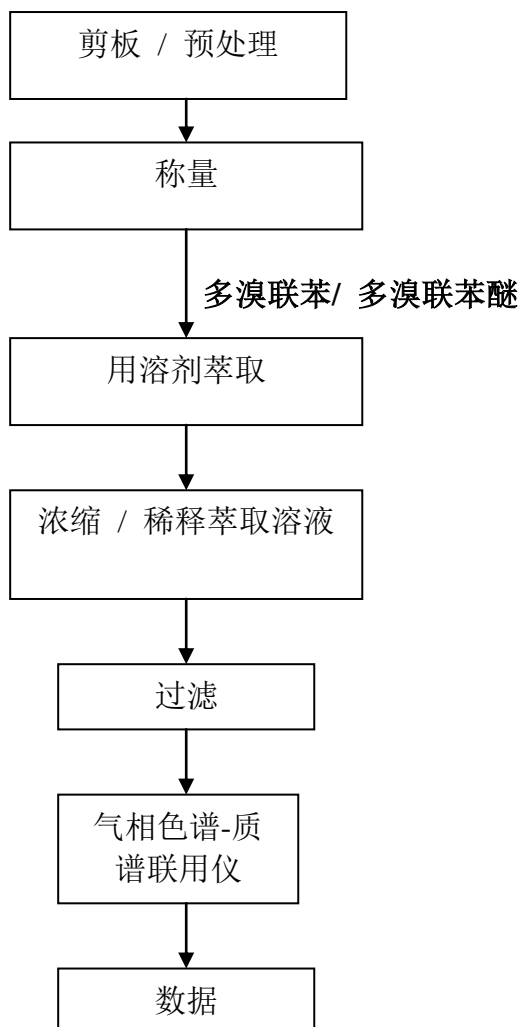 剪板 / 预处理
称量
多溴联苯/ 多溴联苯醚
用溶剂萃取
浓缩 / 稀释萃取溶液
过滤
气相色谱-质
谱联用仪
数据